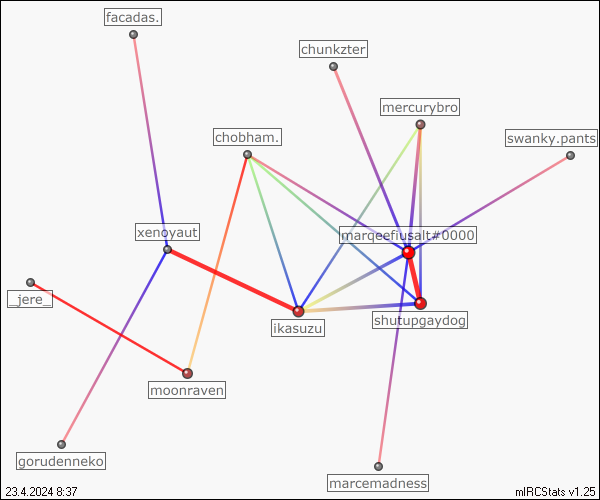 facadas.
chunkzter
mercurybro
chobham.
swanky.pants
xenoyaut
marqeefiusalt#0000
_jere_
ikasuzu
shutupgaydog
moonraven
gorudenneko
marcemadness
23.4.2024 8:37
mIRCStats v1.25